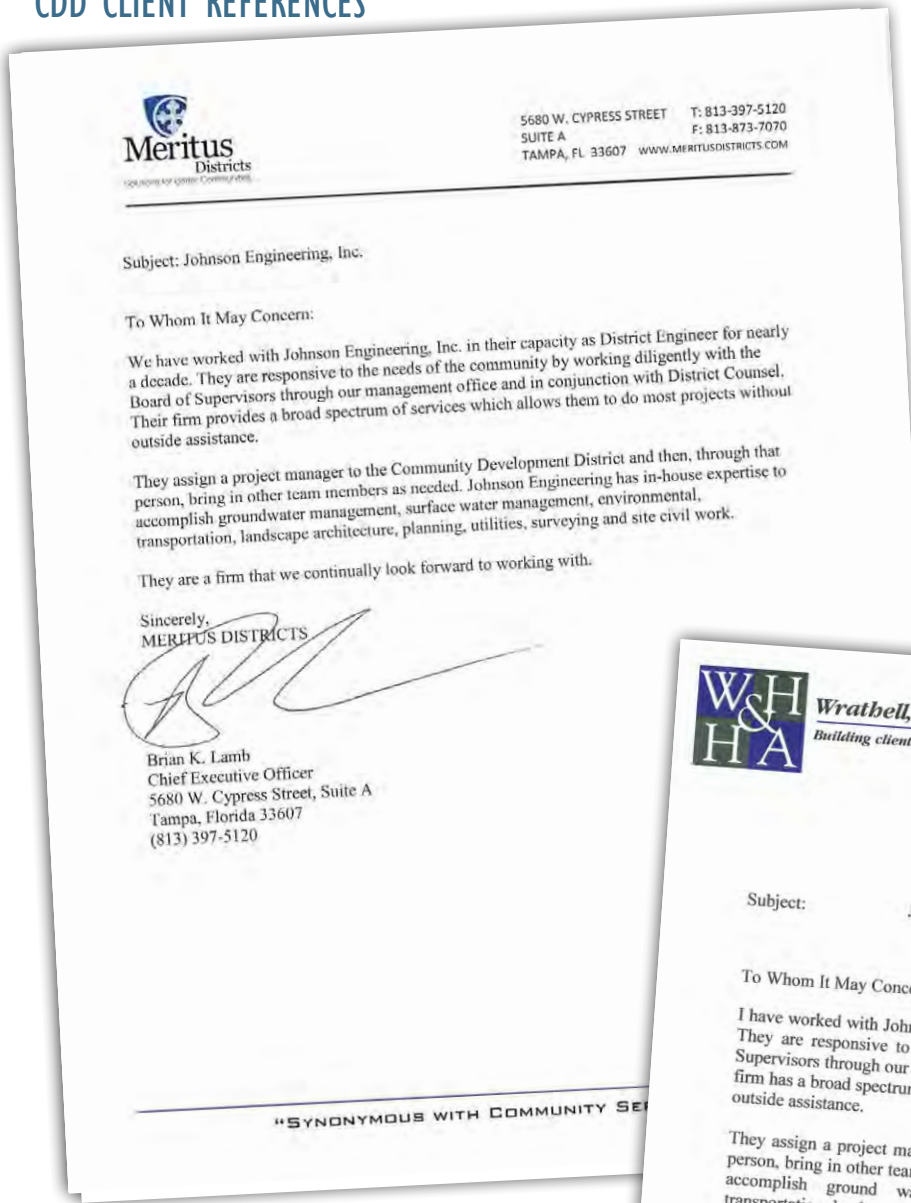 CDD CLIENT REFERENCES
Meritus
Districts
5680 W. CYPRESS STREET T: 813-397-5120
SUITE A F: 813-873-7070
TAMPA, FL 33607 WWW.MERITUSDISTRICTS.COM
Subject: Johnson Engineering, Inc.
To Whom It May Concern:
We have worked with Johnson Engineering, Inc. in their capacity as District Engineer for nearly
a decade. They are responsive to the needs of the community by working diligently with the
Board of Supervisors through our management office and in conjunction with District Counsel.
Their firm provides a broad spectrum of services which allows them to do most projects without
outside assistance.
They assign a project manager to the Community Development District and then, through that
person, bring in other team members as needed. Johnson Engineering has in-house expertise to
accomplish groundwater management, surface water management, environmental,
transportation, landscape architecture, planning, utilities, surveying and site civil work.
They are a firm that we continually look forward to working with.
Sincerely,
MERITUS DISTRICTS
Brian K. Lamb
Chief Executive Officer
5680 W. Cypress Street, Suite A
Tampa, Florida 33607
(813) 397-5120
"SYNONYMOUS WITH COMMUNITY SER
W H & H A
Wrathell,
Building client
Subject:
To Whom It May Conce
I have worked with John
They are responsive to
Supervisors through our
firm has a broad spectrum
outside assistance.
They assign a project ma
person, bring in other tear
accomplish ground wa